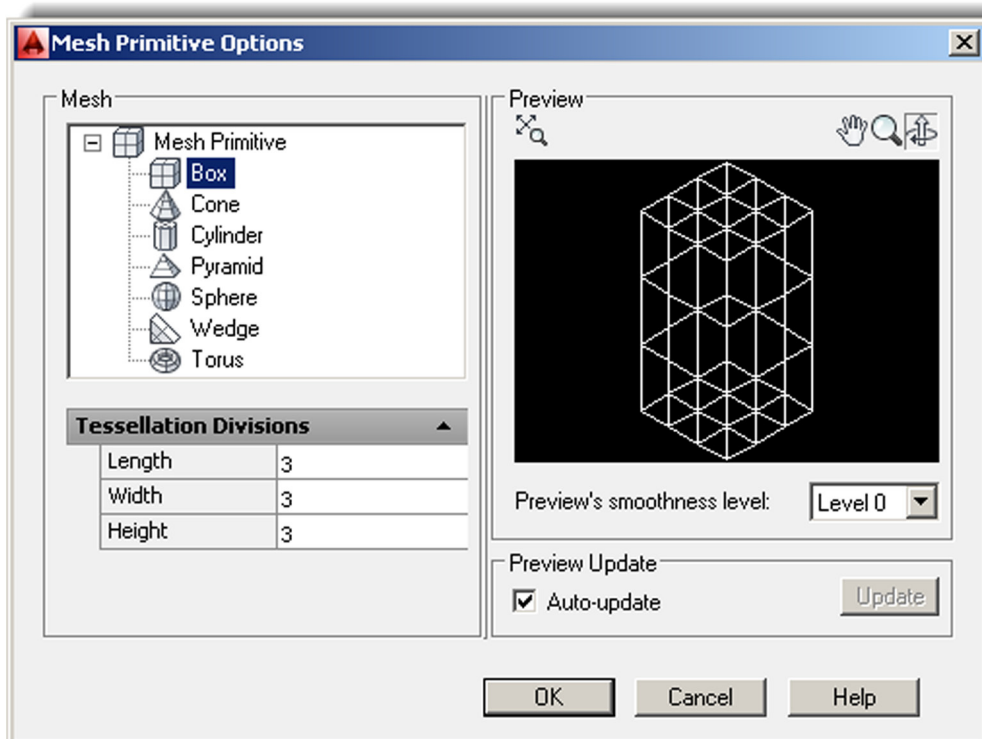 Mesh Primitive Options
Mesh
Mesh Primitive
Box
Cone
Cylinder
Pyramid
Sphere
Wedge
Torus
Tessellation Divisions
Length 3
Width 3
Height 3
Preview
Preview's smoothness level: Level 0
Preview Update
Auto-update Update
OK Cancel Help